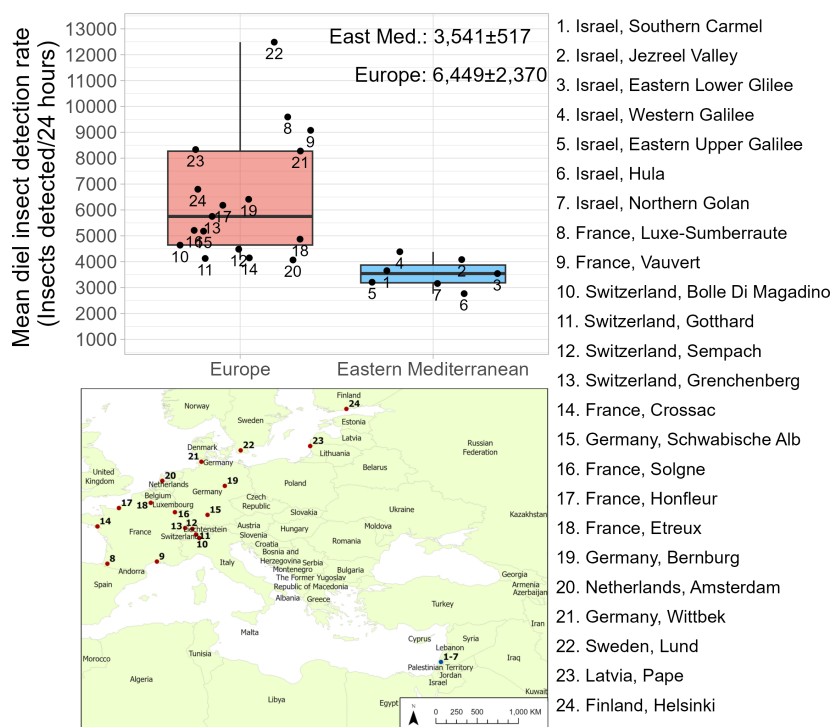 Mean diel insect detection rate
(Insects detected/24 hours)
13000
12000
11000
10000
9000
8000
7000
6000
5000
4000
3000
2000
1000
East Med.: 3,541±517
Europe: 6,449±2,370
22
8
9
23
21
24
17
19
13
16
15
10
18
12
11
14
20
4
2
1
3
5
7
6
Europe
Eastern Mediterranean
1. Israel, Southern Carmel
2. Israel, Jezreel Valley
3. Israel, Eastern Lower Glilee
4. Israel, Western Galilee
5. Israel, Eastern Upper Galilee
6. Israel, Hula
7. Israel, Northern Golan
8. France, Luxe-Sumberraute
9. France, Vauvert
10. Switzerland, Bolle Di Magadino
11. Switzerland, Gotthard
12. Switzerland, Sempach
13. Switzerland, Grenchenberg
14. France, Crossac
15. Germany, Schwabische Alb
16. France, Solgne
17. France, Honfleur
18. France, Etreux
19. Germany, Bernburg
20. Netherlands, Amsterdam
21. Germany, Wittbek
22. Sweden, Lund
23. Latvia, Pape
24. Finland, Helsinki
Finland
24
Norway
Sweden
Estonia
Latvia
23
Lithuania
Russian
Federation
Denmark
22
21
Germany
Belarus
United
Kingdom
20
Netherlands
19
Germany
Poland
Belgium
18
Luxembourg
17
16
15
Czech
Republic
Ukraine
Kazakhstan
Slovakia
14
13
12
Liechtenstein
Switzerland
11
10
France
Austria
Slovenia
Hungary
Moldova
Croatia
Romania
Bosnia and
Herzegovina
Serbia
Montenegro
Bulgaria
The Former Yugoslav
Republic of Macedonia
Albania
Greece
8
9
Andorra
Spain
Italy
Georgia
Armenia
Azerbaijan
Turkey
Iran
Malta
Cyprus
Syria
Lebanon
1-7
Palestinian Territory
Jordan
Israel
Iraq
Kuwait
Morocco
Algeria
Tunisia
Libya
Egypt
N
0 250 500 1,000 KM